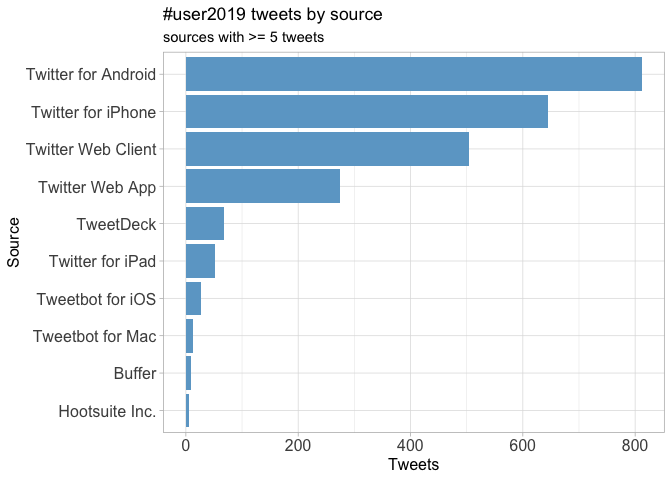 #user2019 tweets by source
sources with >= 5 tweets
Source
Twitter for Android
Twitter for iPhone
Twitter Web Client
Twitter Web App
TweetDeck
Twitter for iPad
Tweetbot for iOS
Tweetbot for Mac
Buffer
Hootsuite Inc.
0 200 400 600 800
Tweets